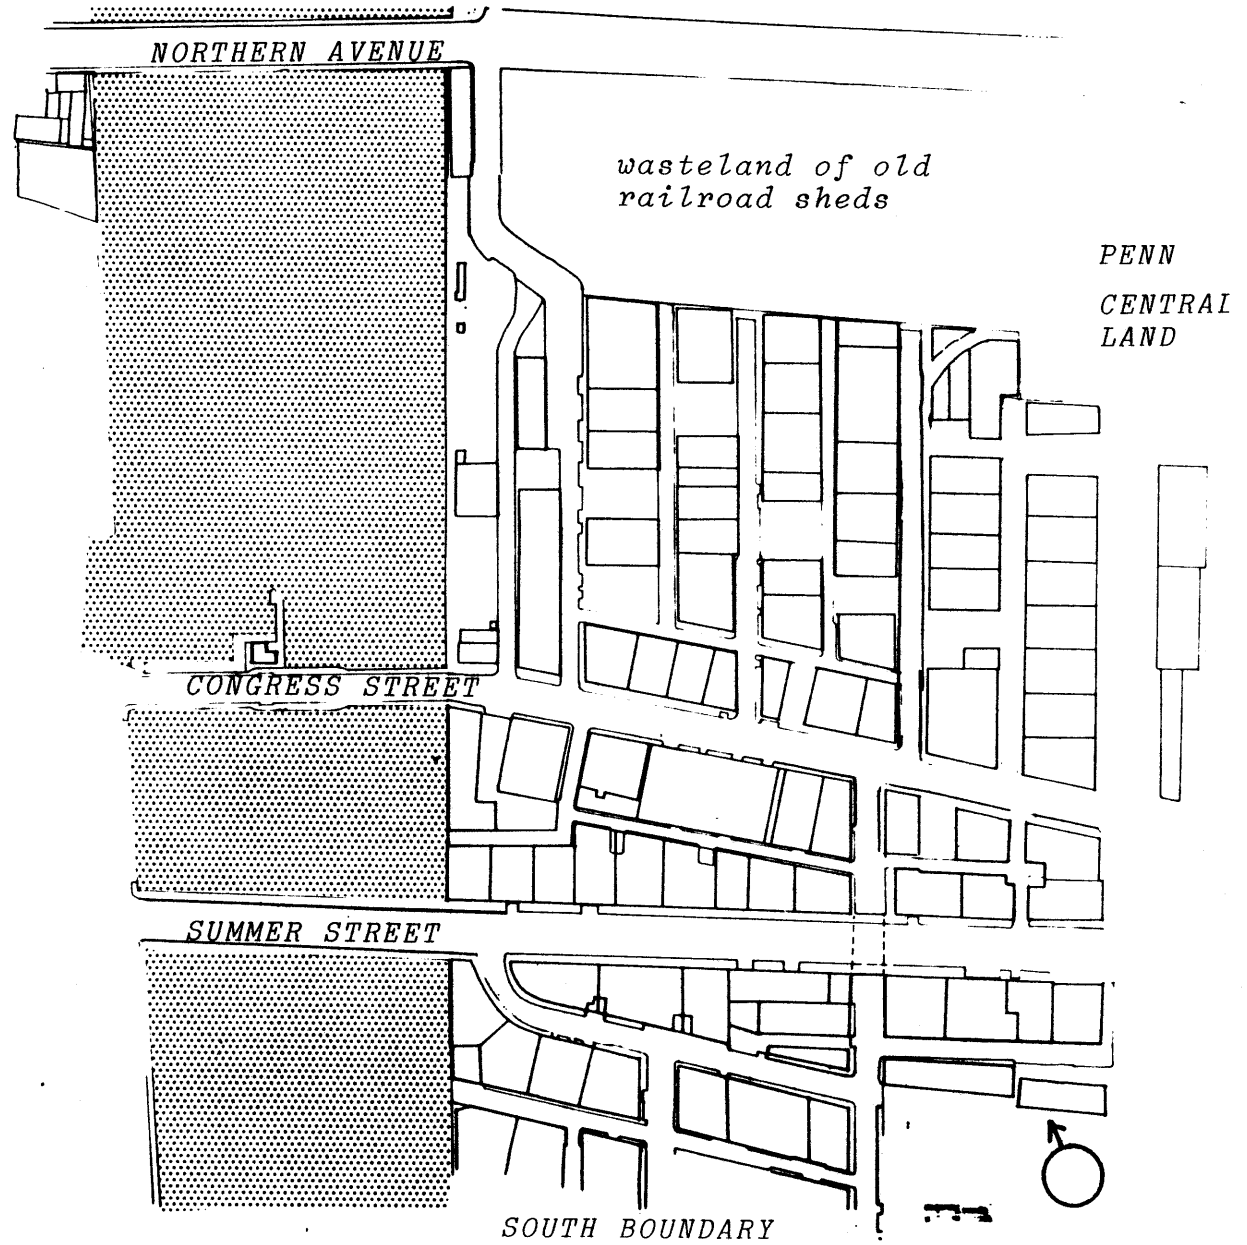 NORTHERN AVENUE
wasteland of old
railroad sheds
PENN
CENTRAL
LAND
CONGRESS STREET
SUMMER STREET
SOUTH BOUNDARY